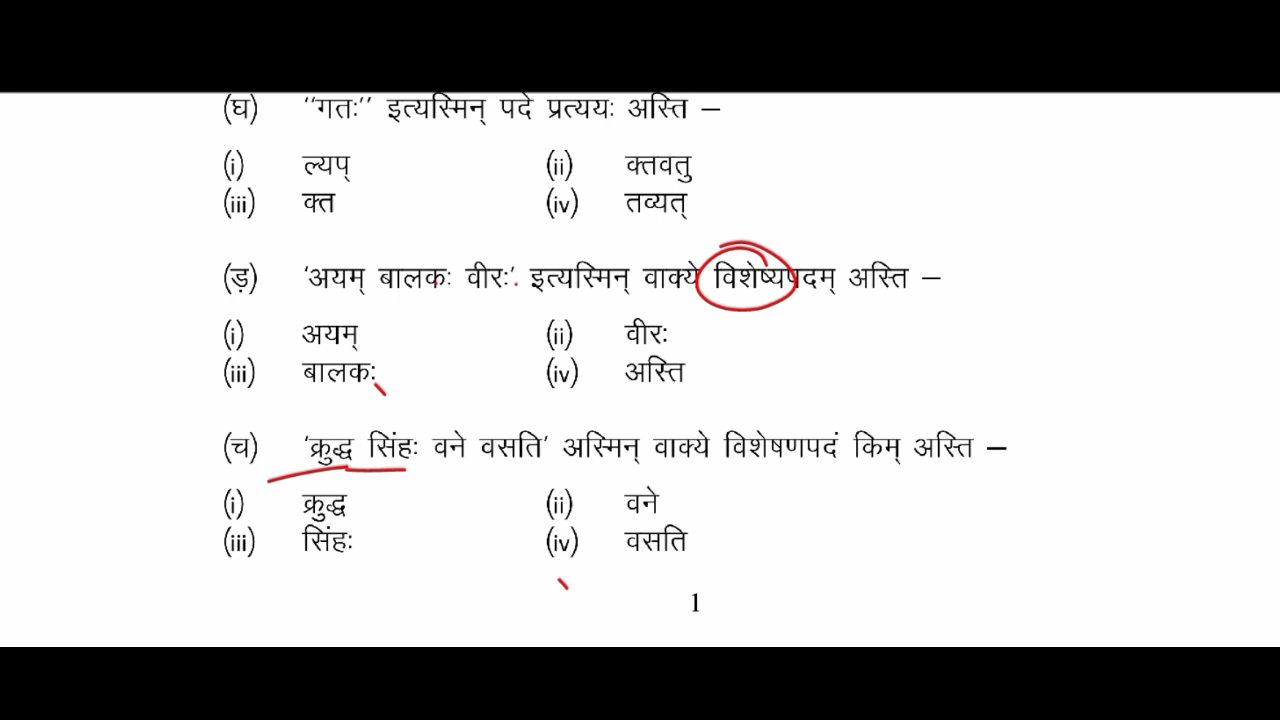 (घ) ‘‘गतः’’ इत्यस्मिन् पदे प्रत्ययः अस्ति –
(i) ल्यप् (ii) क्तवतु
(iii) क्त (iv) तव्यत्
(ड़) ‘अयम् बालकः वीरः’ इत्यस्मिन् वाक्ये विशेष्यपदम् अस्ति –
(i) अयम् (ii) वीरः
(iii) बालकः (iv) अस्ति
(च) ‘क्रुद्ध सिंहः वने वसति’ अस्मिन् वाक्ये विशेषणपदं किम् अस्ति –
(i) क्रुद्ध (ii) वने
(iii) सिंहः (iv) वसति
1